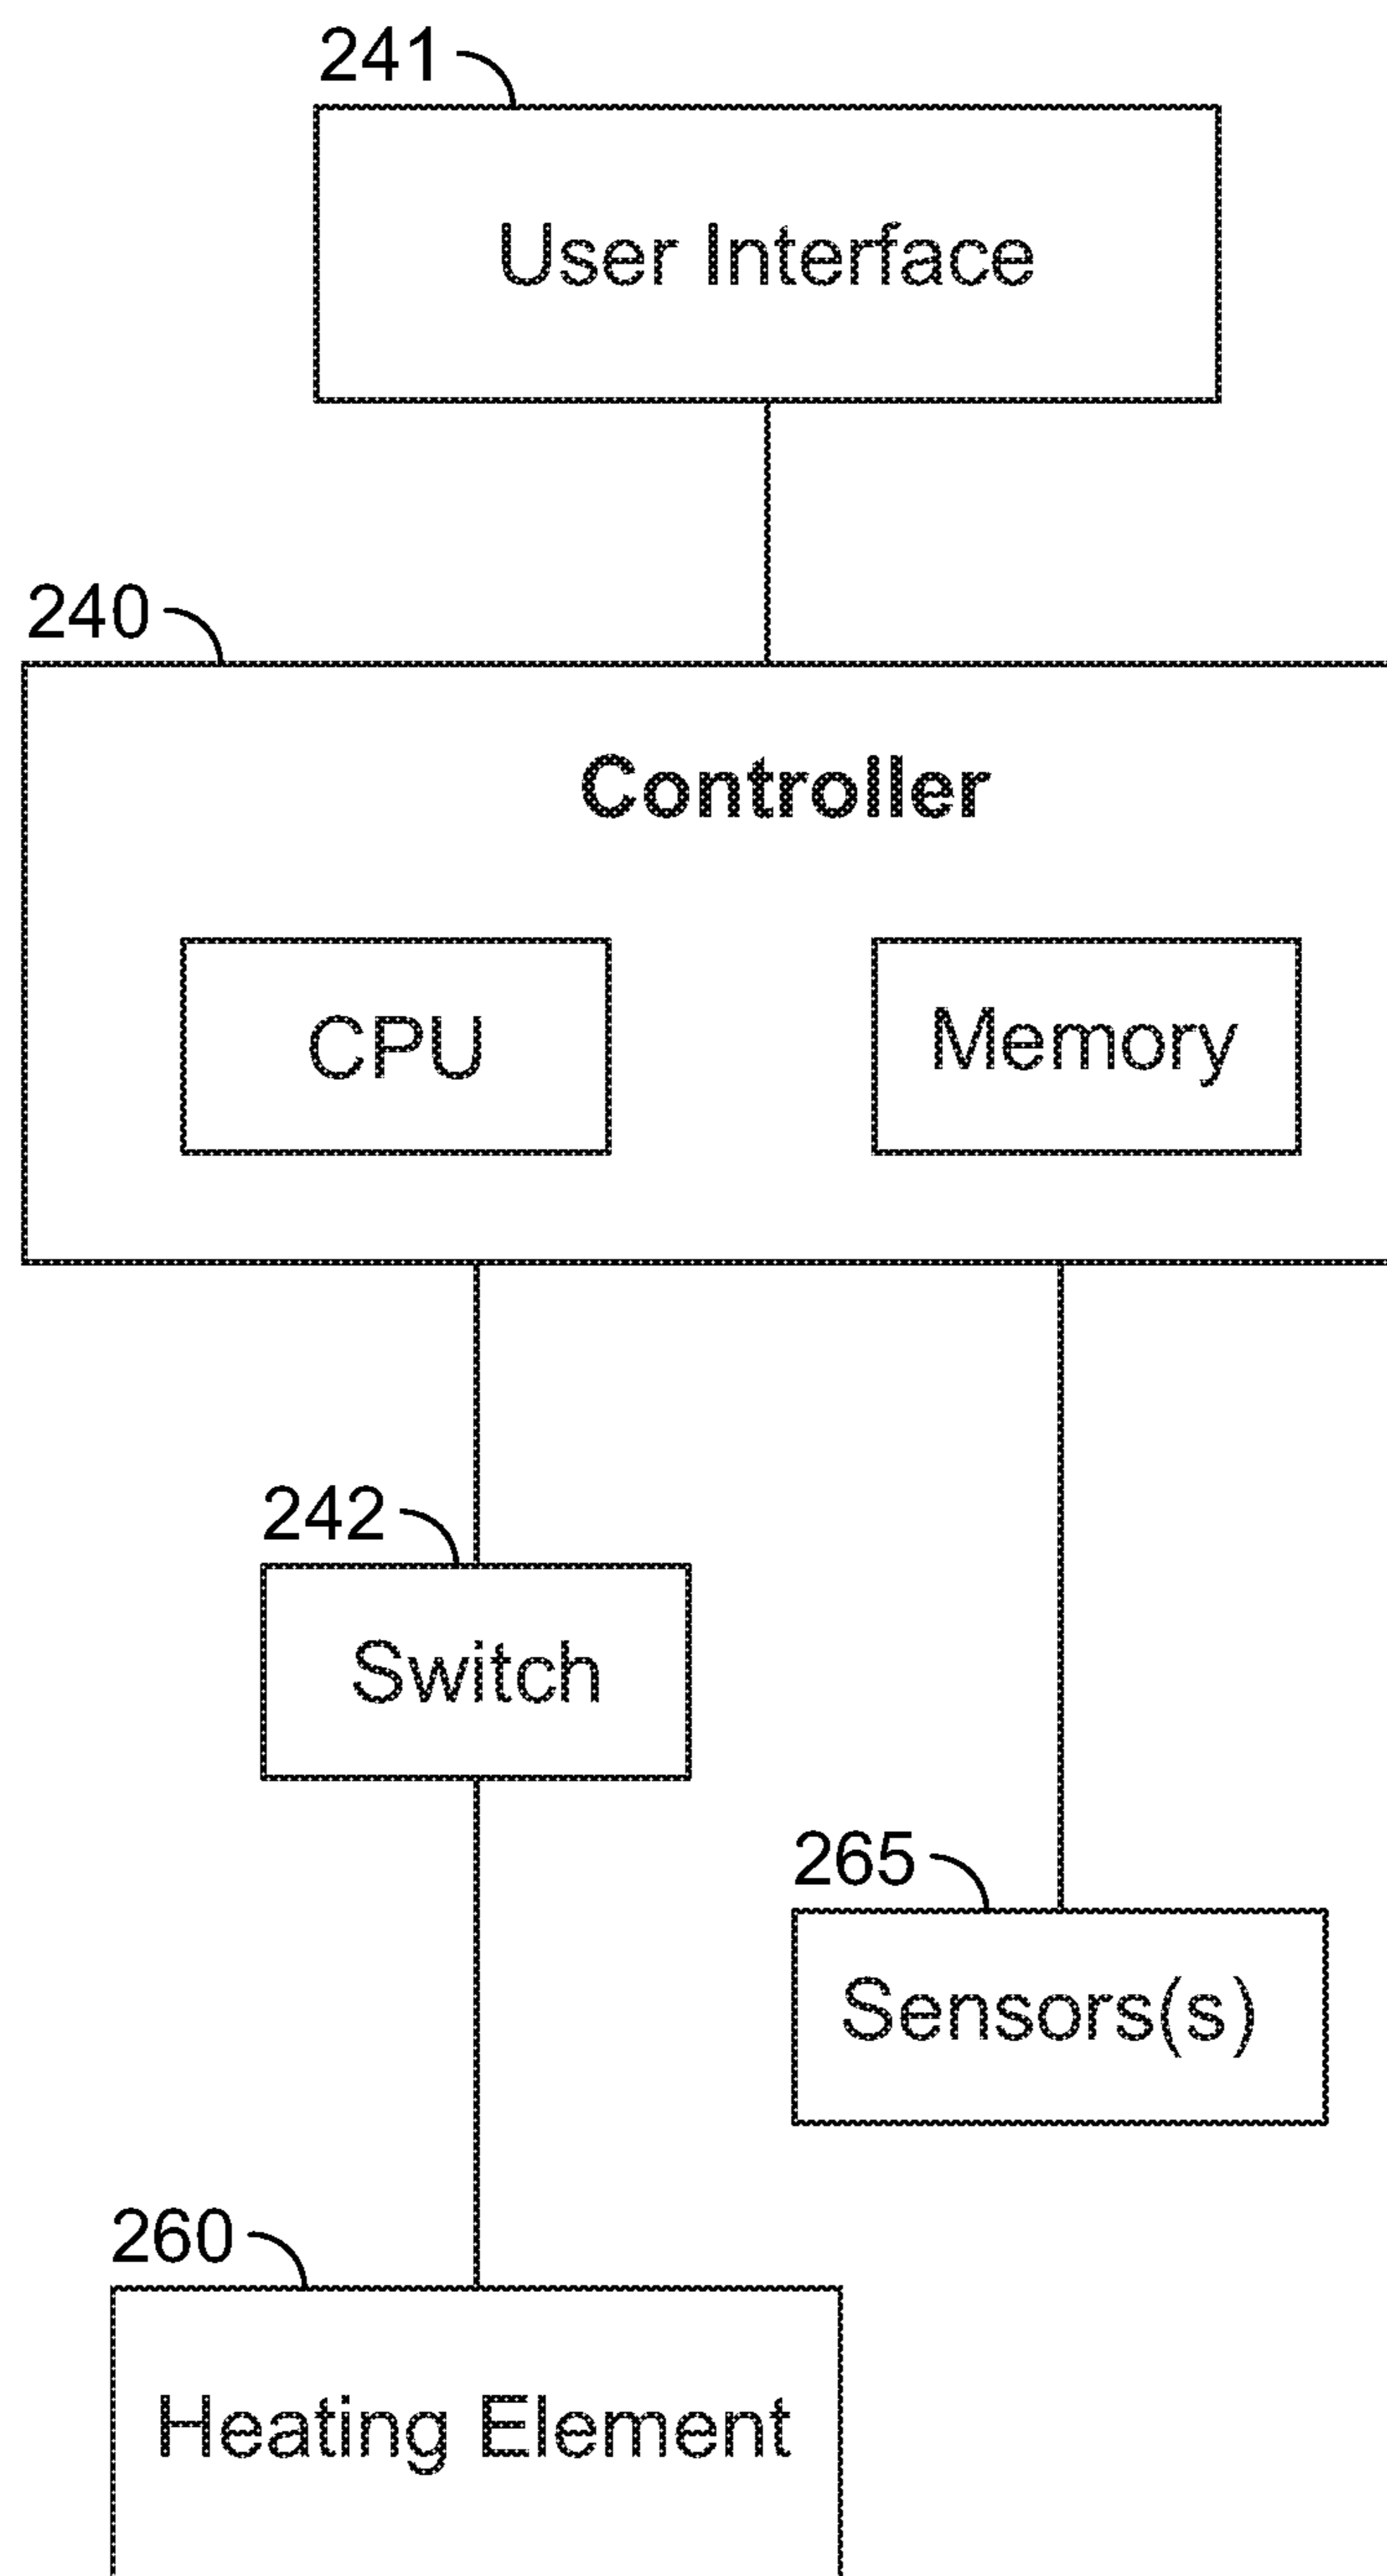 241
User Interface
240
Controller
CPU
Memory
242
Switch
265
Sensors(s)
260
Heating Element